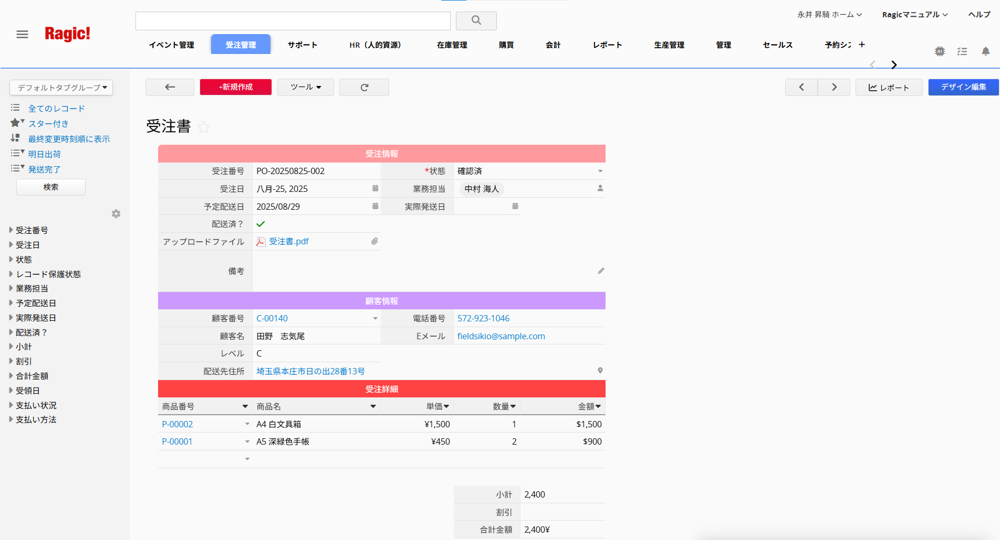 永井 昇騎 ホーム
Ragicマニュアル
ヘルプ
Ragic!
イベント管理
受注管理
サポート
HR（人的資源）
在庫管理
購買
会計
レポート
生産管理
管理
セールス
予約シス
+
AI
デフォルトタブグループ
全てのレコード
スター付き
最終変更時刻順に表示
明日出荷
発送完了
検索
受注番号
受注日
状態
レコード保護状態
業務担当
予定配送日
実際発送日
配送済？
小計
割引
合計金額
受領日
支払い状況
支払い方法
+新規作成
ツール
レポート
デザイン編集
受注書
受注情報
受注番号 PO-20250825-002 *状態 確認済
受注日 八月-25, 2025 業務担当 中村 海人
予定配送日 2025/08/29 実際発送日
配送済？
アップロードファイル 受注書.pdf
備考
顧客情報
顧客番号 C-00140 電話番号 572-923-1046
顧客名 田野　志気尾 Eメール fieldsikio@sample.com
レベル C
配送先住所 埼玉県本庄市日の出28番13号
受注詳細
商品番号 商品名 単価 数量 金額
P-00002 A4 白文具箱 ¥1,500 1 $1,500
P-00001 A5 深緑色手帳 ¥450 2 $900
小計 2,400
割引
合計金額 2,400¥